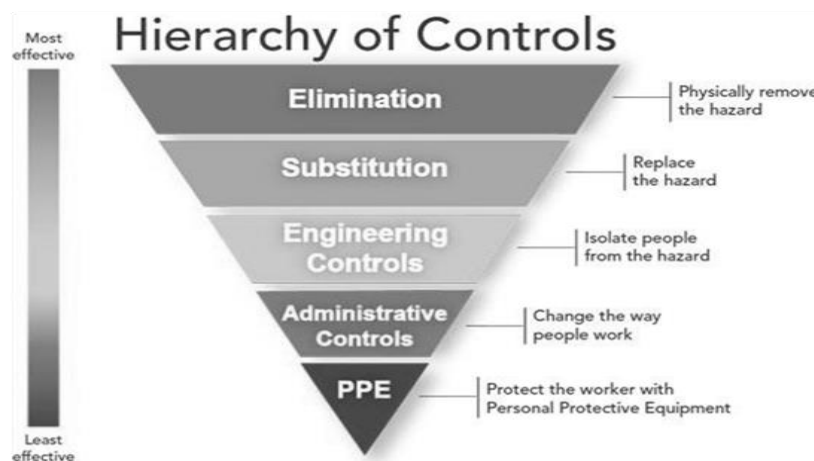 Hierarchy of Controls
Most
effective
Elimination
Physically remove
the hazard
Substitution
Replace
the hazard
Engineering
Controls
Isolate people
from the hazard
Administrative
Controls
Change the way
people work
PPE
Protect the worker with
Personal Protective Equipment
Least
effective